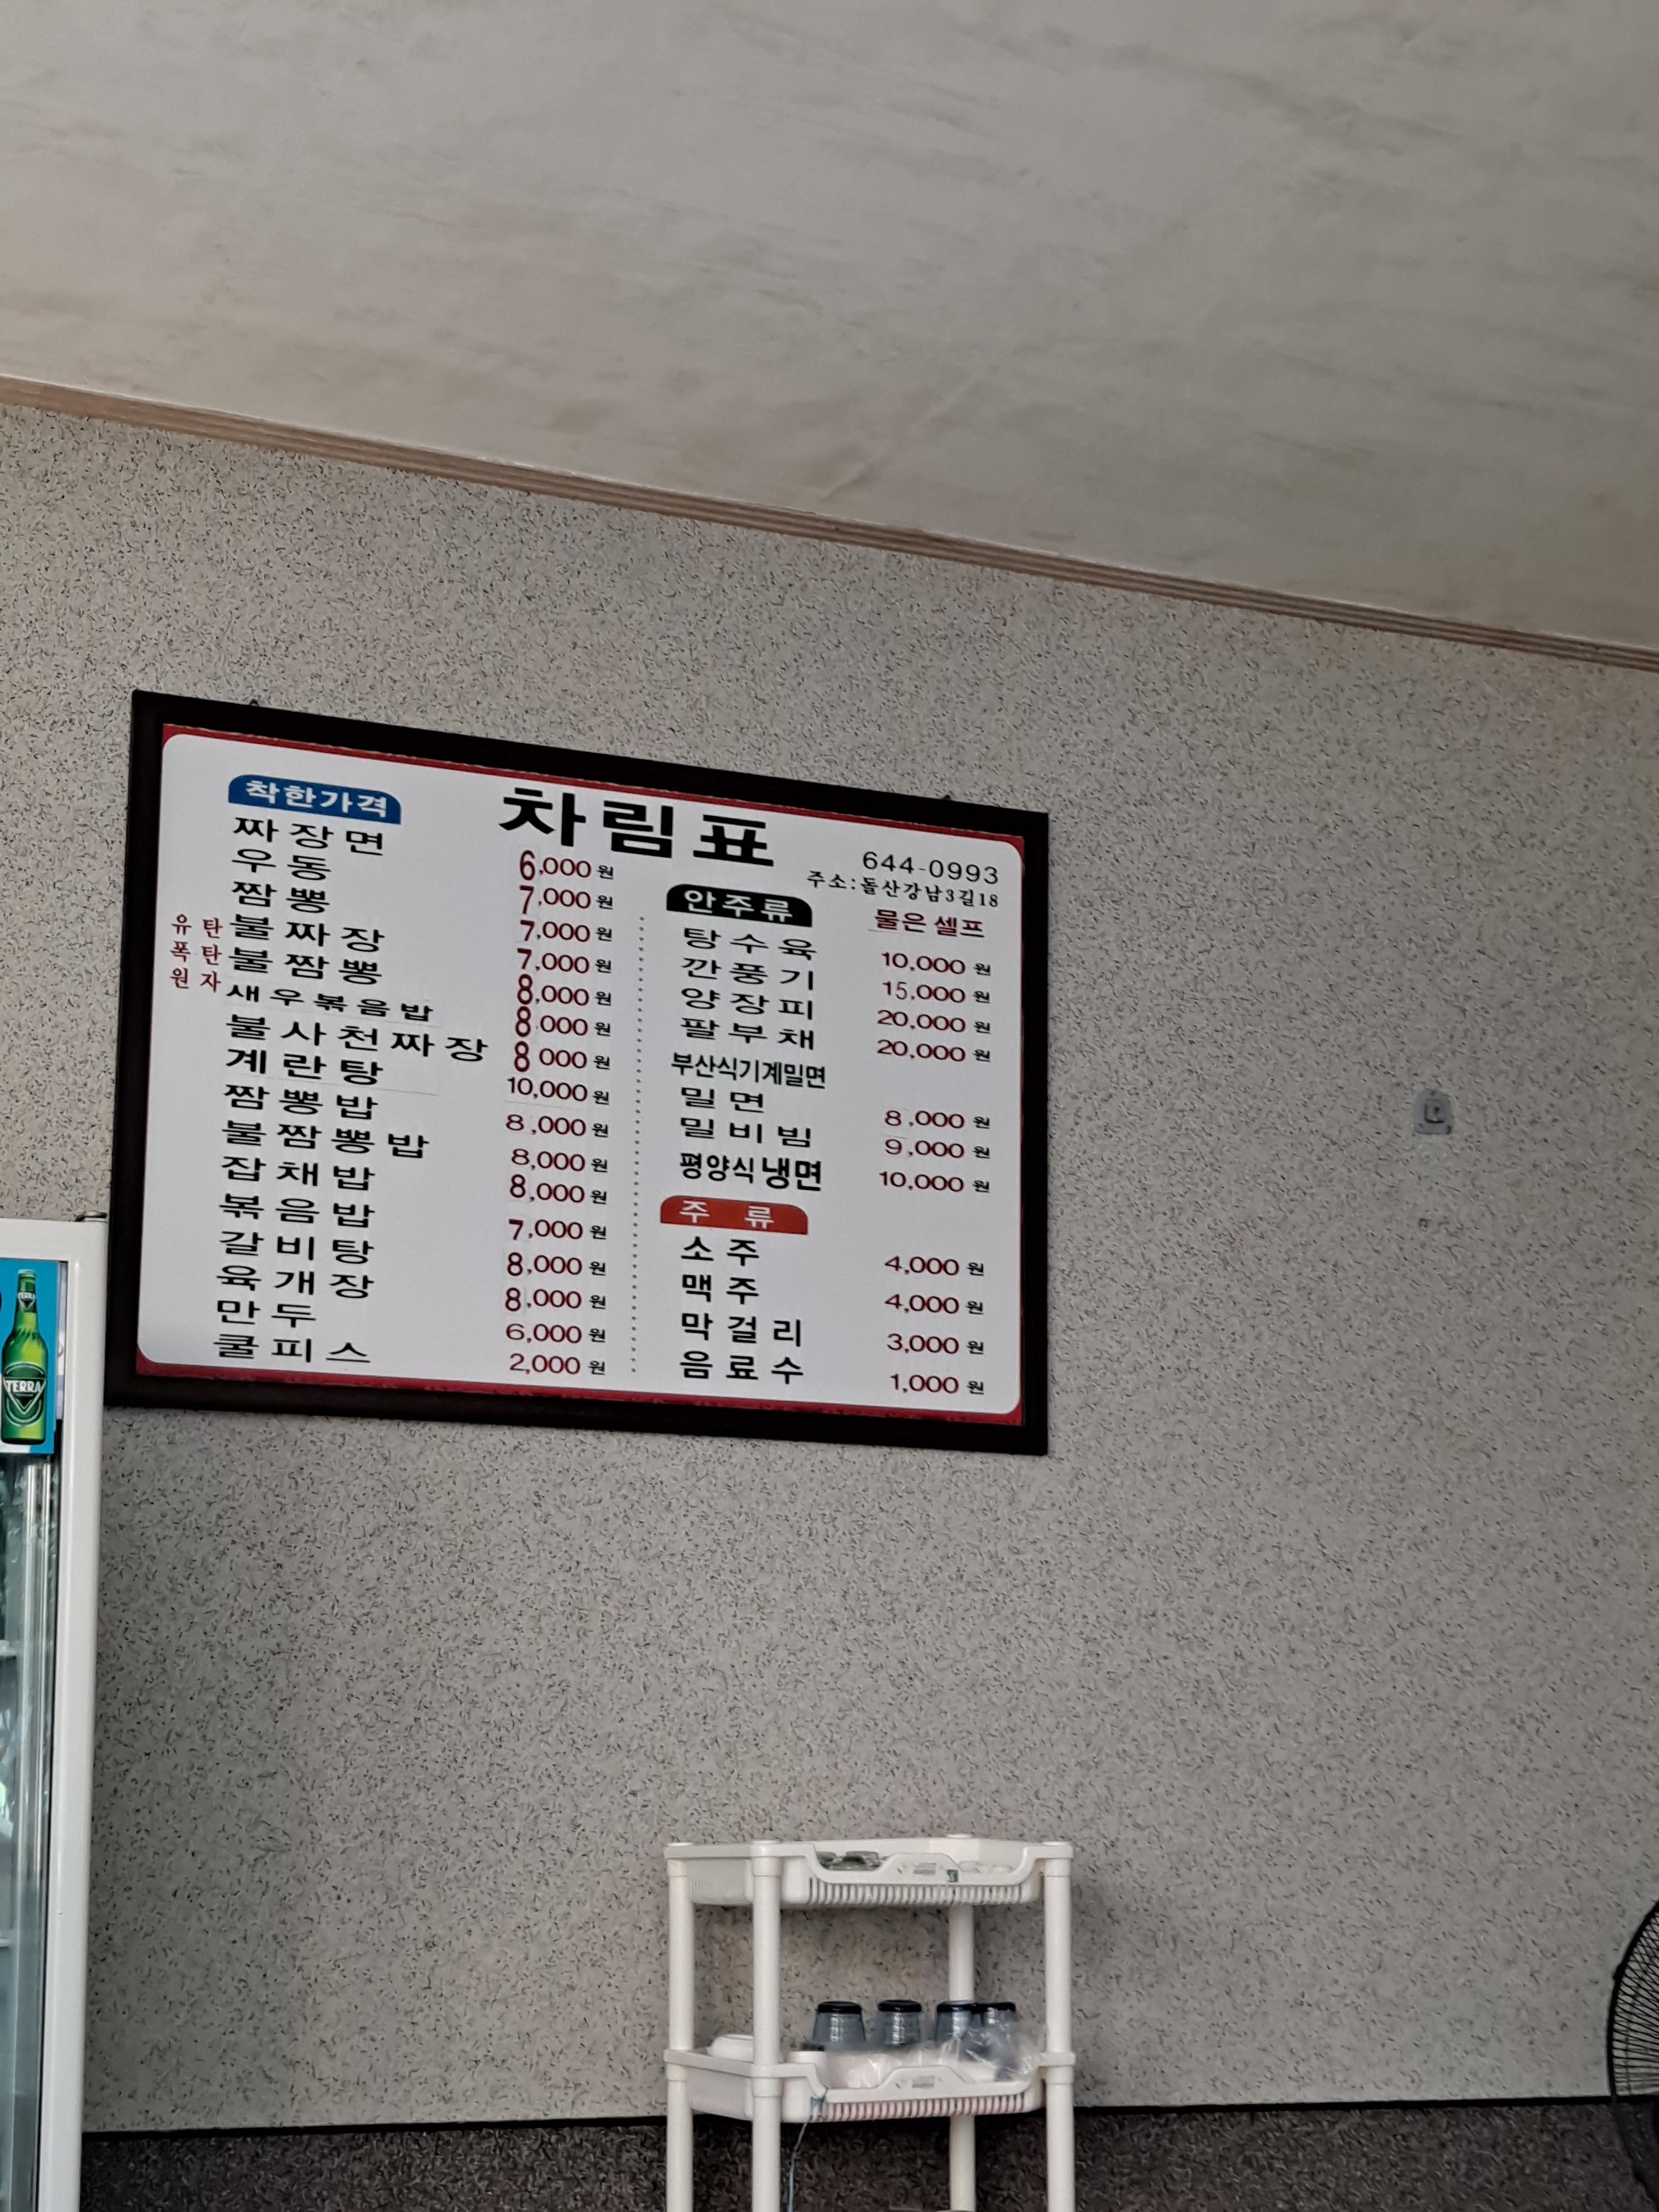 차림표
644-0993
주소:돌산강남3길18
물은 셀프
착한가격
짜장면 6,000원
우동 7,000원
짬뽕 7,000원
유탄 불짜장 7,000원
폭탄 불짬뽕 8,000원
원자 새우볶음밥 8,000원
불사천짜장 8 000원
계란탕 10,000원
짬뽕밥 8,000원
불짬뽕밥 8,000원
잡채밥 8,000원
볶음밥 7,000원
갈비탕 8,000원
육개장 8,000원
만두 6,000원
쿨피스 2,000원
안주류
탕수육 10,000원
깐풍기 15,000원
양장피 20,000원
팔부채 20,000원
부산식기계밀면
밀면 8,000원
밀비빔 9,000원
평양식냉면 10,000원
주류
소주 4,000원
맥주 4,000원
막걸리 3,000원
음료수 1,000원
TERRA